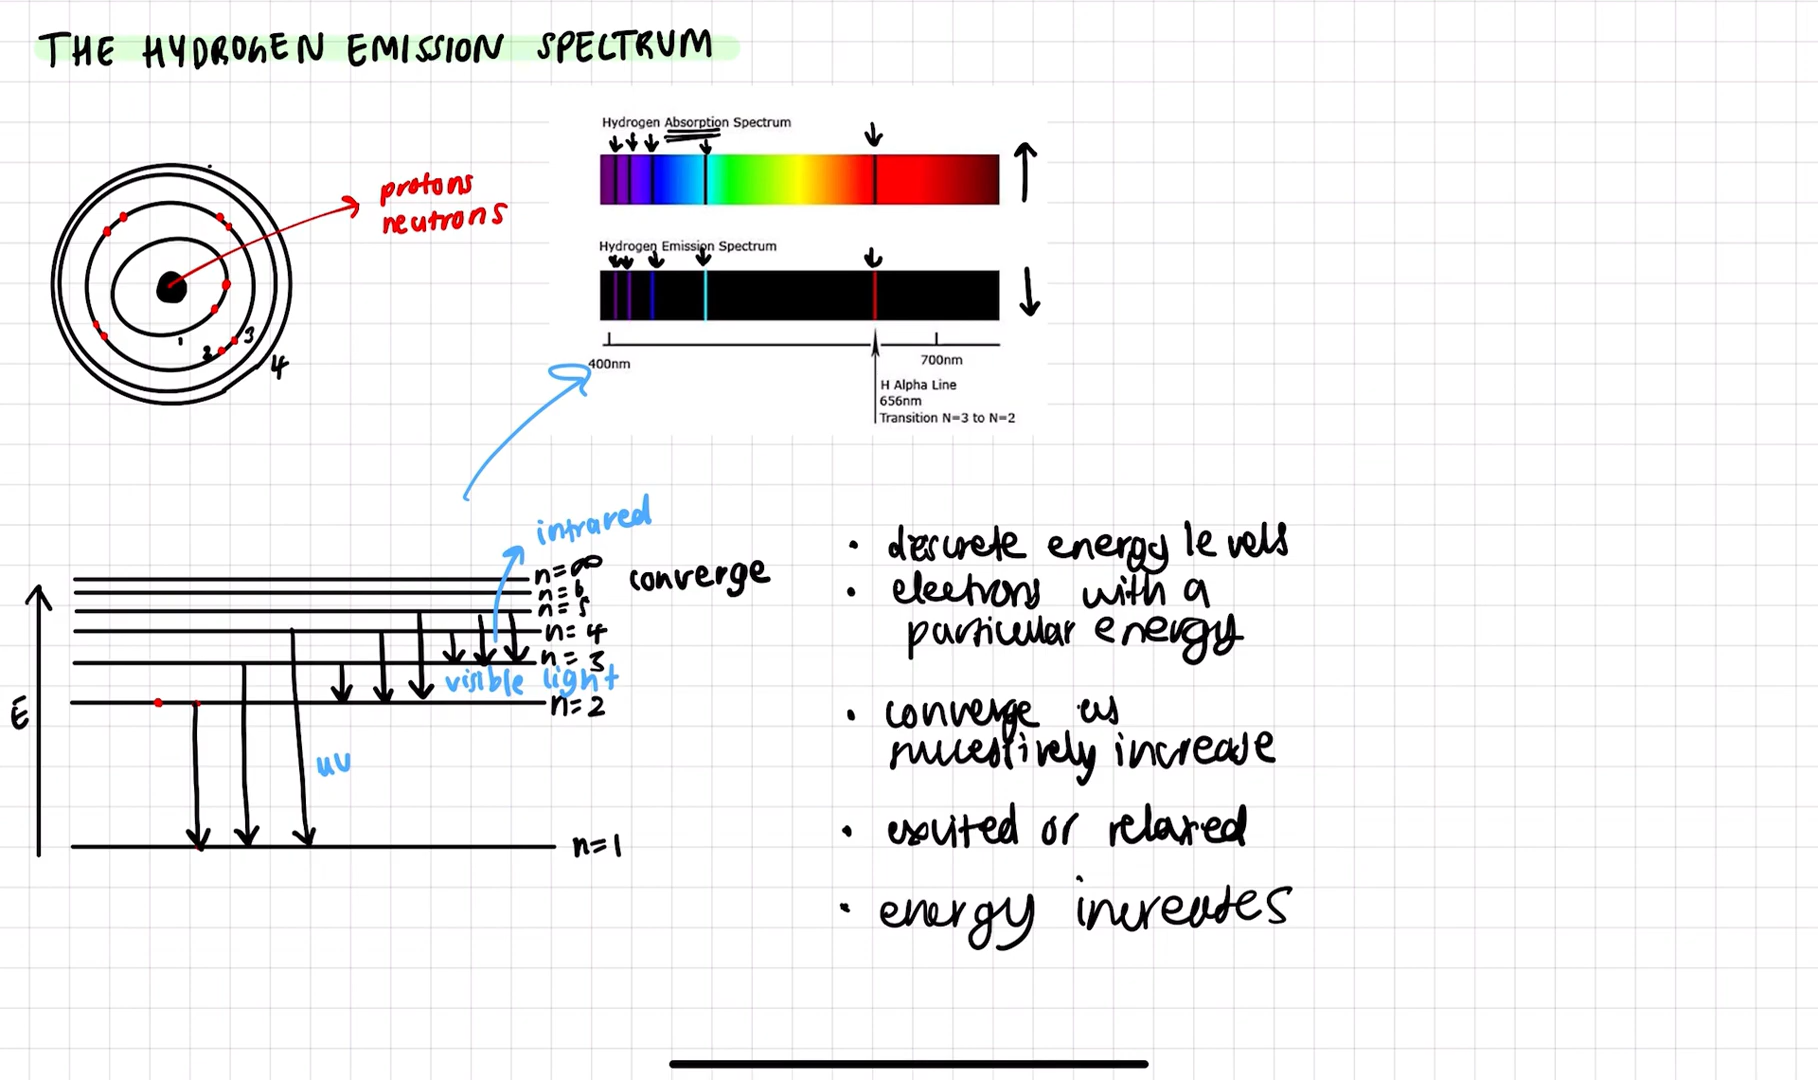 THE HYDROGEN EMISSION SPECTRUM
protons
neutrons
1
2
3
4
Hydrogen Absorption Spectrum
Hydrogen Emission Spectrum
400nm
700nm
H Alpha Line
656nm
Transition N=3 to N=2
infrared
n=∞
converge
n=6
n=5
n=4
n=3
visible light
n=2
E
uv
n=1
• discrete energy levels
• electrons with a
particular energy
• converge as
successively increase
• excited or relaxed
• energy increases